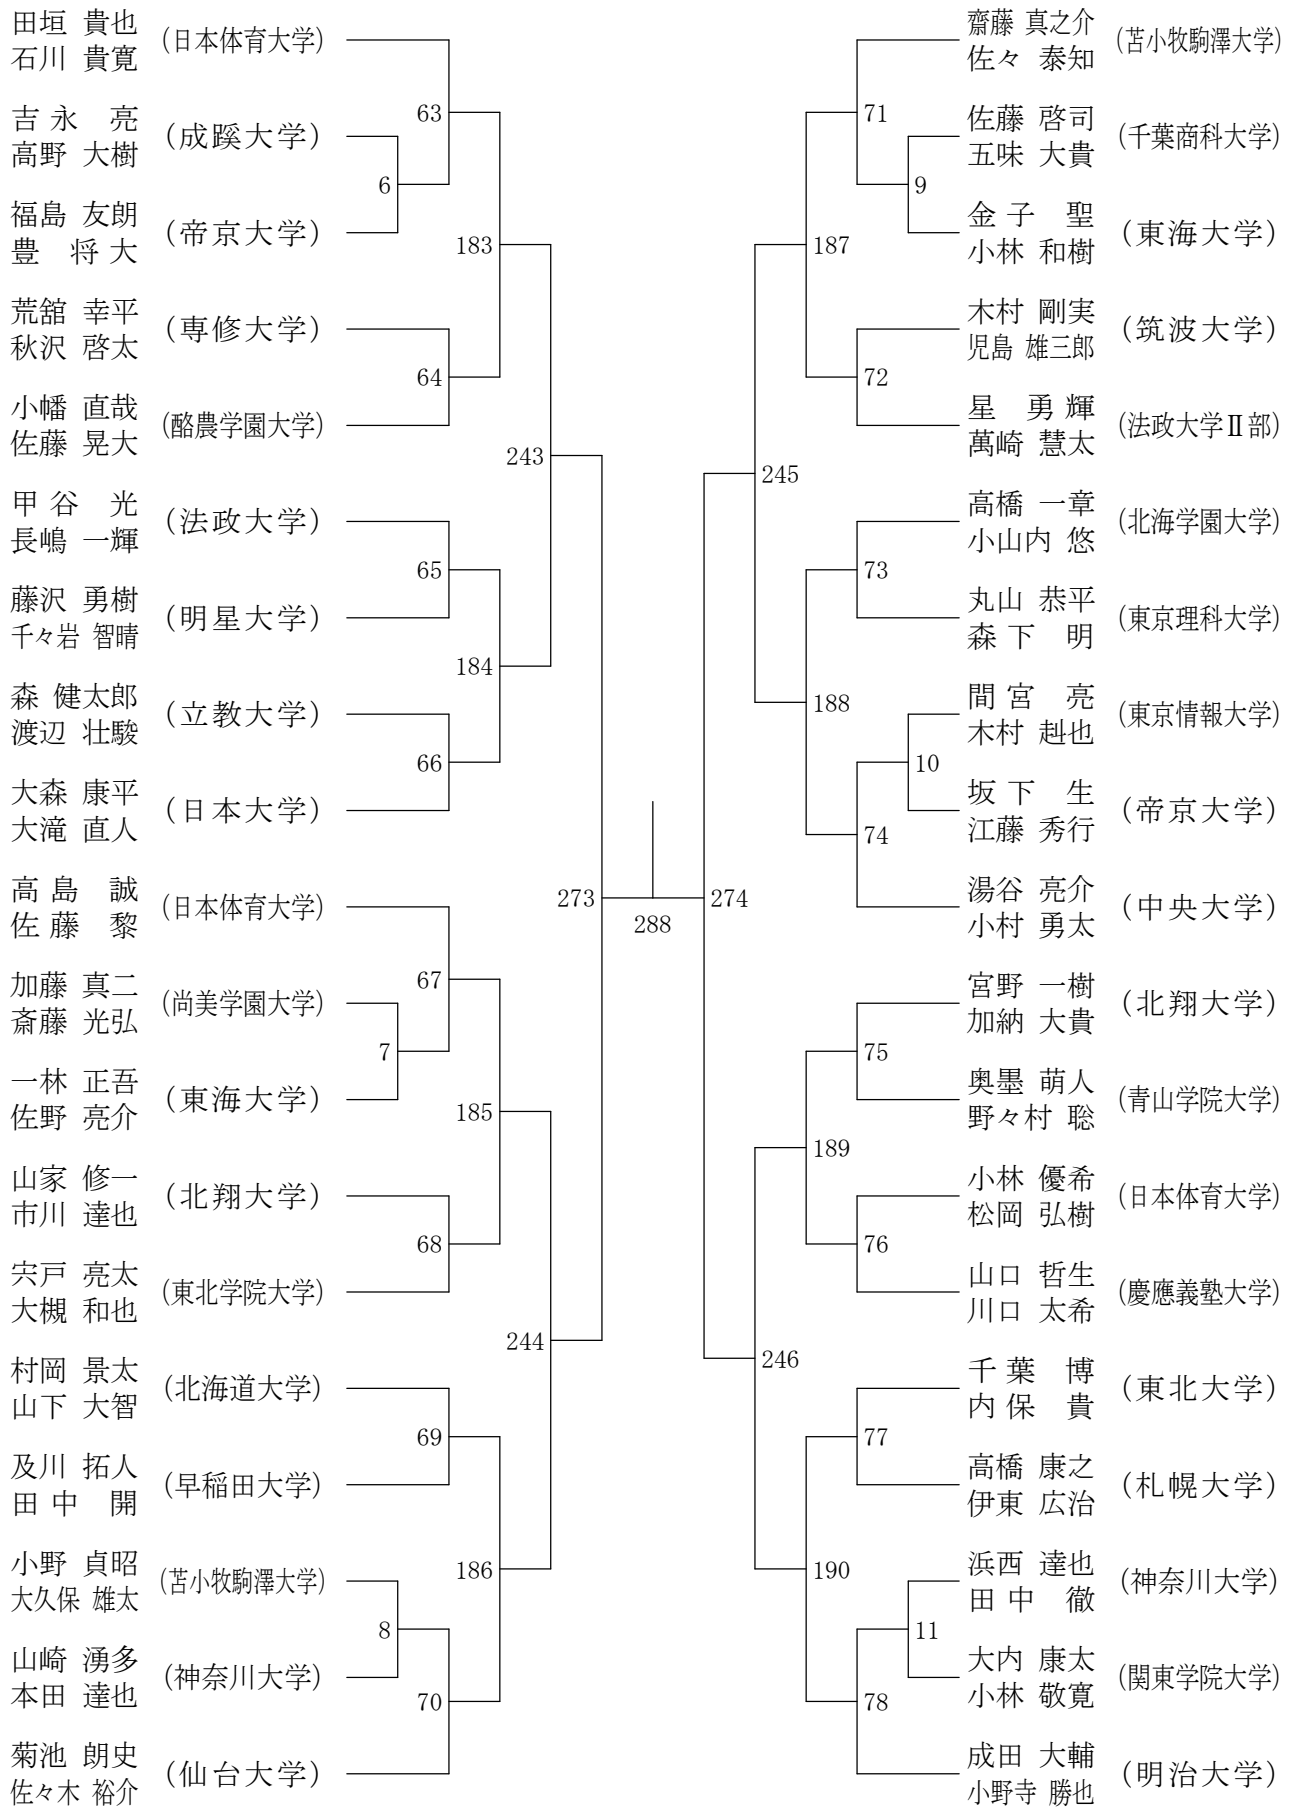 田垣 貴也
石川 貴寛
(日本体育大学)
吉永 亮
高野 大樹
(成蹊大学)
福島 友朗
豊 将大
(帝京大学)
荒舘 幸平
秋沢 啓太
(専修大学)
小幡 直哉
佐藤 晃大
(酪農学園大学)
甲谷 光
長嶋 一輝
(法政大学)
藤沢 勇樹
千々岩 智晴
(明星大学)
森 健太郎
渡辺 壮駿
(立教大学)
大森 康平
大滝 直人
(日本大学)
高島 誠
佐藤 黎
(日本体育大学)
加藤 真二
斎藤 光弘
(尚美学園大学)
一林 正吾
佐野 亮介
(東海大学)
山家 修一
市川 達也
(北翔大学)
宍戸 亮太
大槻 和也
(東北学院大学)
村岡 景太
山下 大智
(北海道大学)
及川 拓人
田中 開
(早稲田大学)
小野 貞昭
大久保 雄太
(苫小牧駒澤大学)
山崎 湧多
本田 達也
(神奈川大学)
菊池 朗史
佐々木 裕介
(仙台大学)
63
6
183
64
243
65
184
66
273
67
7
185
68
244
69
186
8
70
288
齋藤 真之介
佐々 泰知
(苫小牧駒澤大学)
佐藤 啓司
五味 大貴
(千葉商科大学)
金子 聖
小林 和樹
(東海大学)
木村 剛実
児島 雄三郎
(筑波大学)
星 勇輝
萬崎 慧太
(法政大学Ⅱ部)
高橋 一章
小山内 悠
(北海学園大学)
丸山 恭平
森下 明
(東京理科大学)
間宮 亮
木村 赳也
(東京情報大学)
坂下 生
江藤 秀行
(帝京大学)
湯谷 亮介
小村 勇太
(中央大学)
宮野 一樹
加納 大貴
(北翔大学)
奥墨 萌人
野々村 聡
(青山学院大学)
小林 優希
松岡 弘樹
(日本体育大学)
山口 哲生
川口 太希
(慶應義塾大学)
千葉 博
内保 貴
(東北大学)
高橋 康之
伊東 広治
(札幌大学)
浜西 達也
田中 徹
(神奈川大学)
大内 康太
小林 敬寛
(関東学院大学)
成田 大輔
小野寺 勝也
(明治大学)
71
9
187
72
245
73
188
10
74
274
75
189
76
246
77
190
11
78